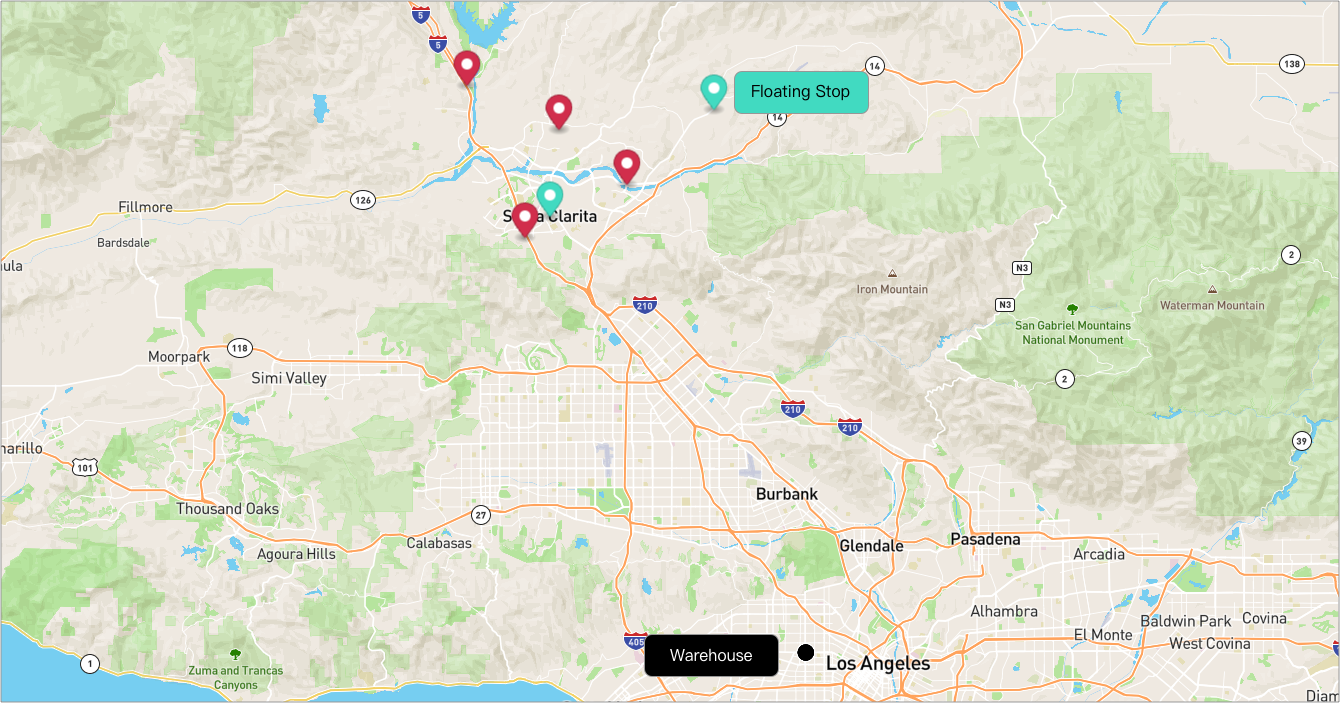 5
5
14
138
Floating Stop
14
126
Fillmore
Bardsdale
Clarita
ula
2
N3
Iron Mountain
N3
Waterman Mountain
210
San Gabriel Mountains
National Monument
Moorpark
118
Simi Valley
2
210
210
39
narillo
101
Burbank
Thousand Oaks
27
Calabasas
Agoura Hills
Glendale
Pasadena
Arcadia
Alhambra
Baldwin Park
Covina
El Monte
West Covina
405
Warehouse
Los Angeles
1
Zuma and Trancas
Canyons
Diam